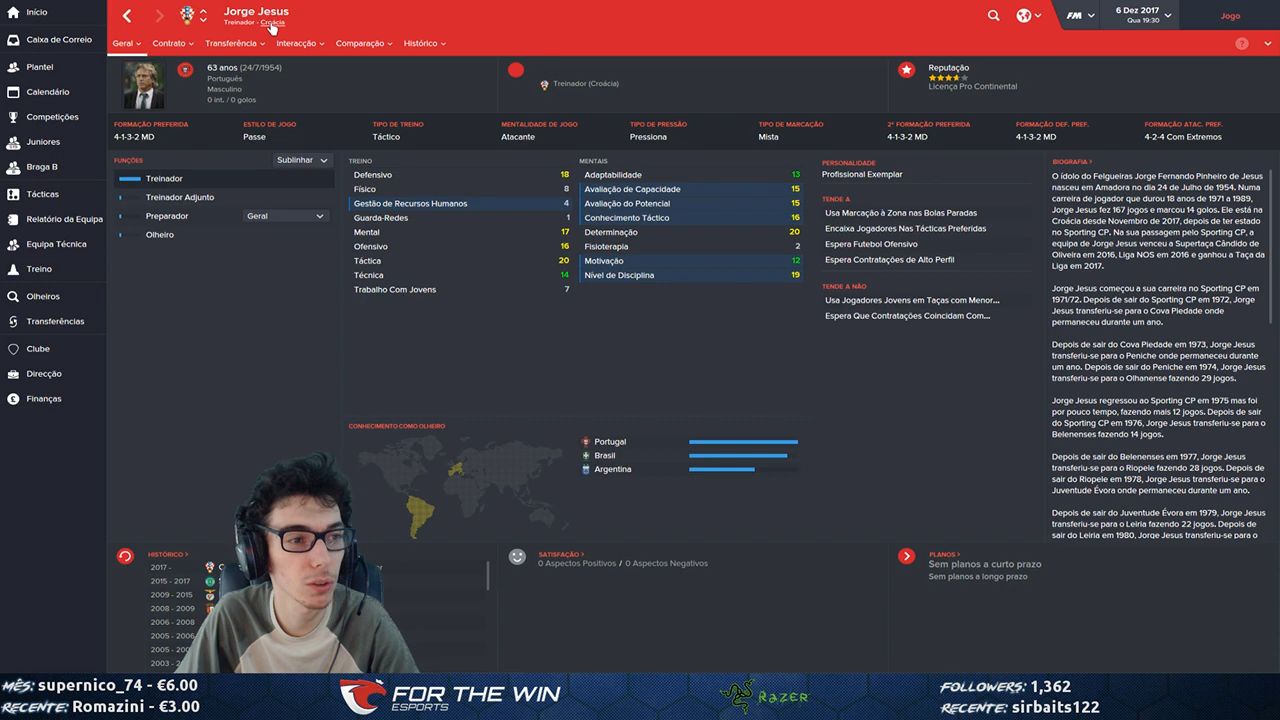 Início
Caixa de Correio
Plantel
Calendário
Competições
Juniores
Braga B
Tácticas
Relatório da Equipa
Equipa Técnica
Treino
Olheiros
Transferências
Clube
Direcção
Finanças
Jorge Jesus
Treinador - Croácia
FM
6 Dez 2017
Qua 19:30
Jogo
Geral
Contrato
Transferência
Interacção
Comparação
Histórico
63 anos (24/7/1954)
Português
Masculino
0 int. / 0 golos
Treinador (Croácia)
Reputação
Licença Pro Continental
FORMAÇÃO PREFERIDA
4-1-3-2 MD
ESTILO DE JOGO
Passe
TIPO DE TREINO
Táctico
MENTALIDADE DE JOGO
Atacante
TIPO DE PRESSÃO
Pressiona
TIPO DE MARCAÇÃO
Mista
2ª FORMAÇÃO PREFERIDA
4-1-3-2 MD
FORMAÇÃO DEF. PREF.
4-1-3-2 MD
FORMAÇÃO ATAC. PREF.
4-2-4 Com Extremos
FUNÇÕES
Sublinhar
Treinador
Treinador Adjunto
Preparador
Geral
Olheiro
TREINO
Defensivo 18
Físico 8
Gestão de Recursos Humanos 4
Guarda-Redes 1
Mental 17
Ofensivo 16
Táctica 20
Técnica 14
Trabalho Com Jovens 7
MENTAIS
Adaptabilidade 13
Avaliação de Capacidade 15
Avaliação do Potencial 15
Conhecimento Táctico 16
Determinação 20
Fisioterapia 2
Motivação 12
Nível de Disciplina 19
PERSONALIDADE
Profissional Exemplar
TENDE A
Usa Marcação à Zona nas Bolas Paradas
Encaixa Jogadores Nas Tácticas Preferidas
Espera Futebol Ofensivo
Espera Contratações de Alto Perfil
TENDE A NÃO
Usa Jogadores Jovens em Taças com Menor...
Espera Que Contratações Coincidam Com...
BIOGRAFIA >
O ídolo do Felgueiras Jorge Fernando Pinheiro de Jesus
nasceu em Amadora no dia 24 de Julho de 1954. Numa
carreira de jogador que durou 18 anos de 1971 a 1989,
Jorge Jesus fez 167 jogos e marcou 14 golos. Ele está na
Croácia desde Novembro de 2017, depois de ter estado
no Sporting CP. Na sua passagem pelo Sporting CP, a
equipa de Jorge Jesus venceu a Supertaça Cândido de
Oliveira em 2016, Liga NOS em 2016 e ganhou a Taça da
Liga em 2017.
Jorge Jesus começou a sua carreira no Sporting CP em
1971/72. Depois de sair do Sporting CP em 1972, Jorge
Jesus transferiu-se para o Cova Piedade onde
permaneceu durante um ano.
Depois de sair do Cova Piedade em 1973, Jorge Jesus
transferiu-se para o Peniche onde permaneceu durante
um ano. Depois de sair do Peniche em 1974, Jorge Jesus
transferiu-se para o Olhanense fazendo 29 jogos.
Jorge Jesus regressou ao Sporting CP em 1975 mas foi
por pouco tempo, fazendo mais 12 jogos. Depois de sair
do Sporting CP em 1976, Jorge Jesus transferiu-se para o
Belenenses fazendo 14 jogos.
Depois de sair do Belenenses em 1977, Jorge Jesus
transferiu-se para o Riopele fazendo 28 jogos. Depois de
sair do Riopele em 1978, Jorge Jesus transferiu-se para o
Juventude Évora onde permaneceu durante um ano.
Depois de sair do Juventude Évora em 1979, Jorge Jesus
transferiu-se para o Leiria fazendo 22 jogos. Depois de
sair do Leiria em 1980, Jorge Jesus transferiu-se para o
CONHECIMENTO COMO OLHEIRO
Portugal
Brasil
Argentina
HISTÓRICO >
2017 -
2015 - 2017
2009 - 2015
2008 - 2009
2006 - 2008
2005 - 2006
2005 - 2005
2003 -
SATISFAÇÃO >
0 Aspectos Positivos / 0 Aspectos Negativos
PLANOS >
Sem planos a curto prazo
Sem planos a longo prazo
MÊS: supernico_74 - €6.00
RECENTE: Romazini - €3.00
FOR THE WIN
ESPORTS
RAZER
FOLLOWERS: 1,362
RECENTE: sirbaits122